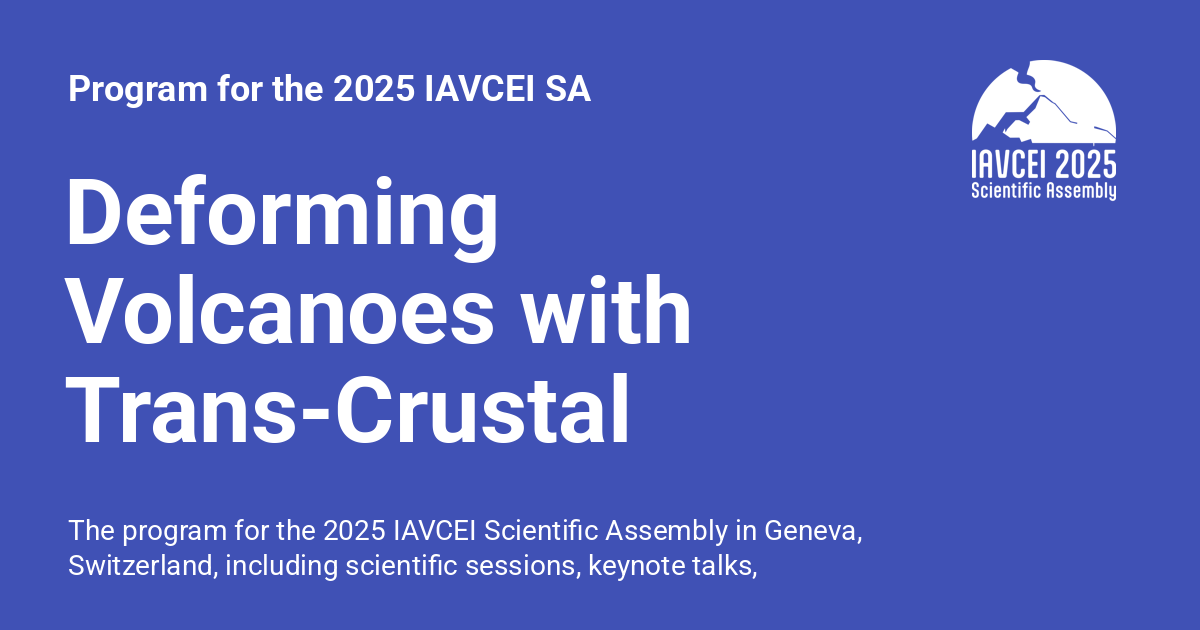 Program for the 2025 IAVCEI SA
IAVCEI 2025
Scientific Assembly
Deforming
Volcanoes with
Trans-Crustal
The program for the 2025 IAVCEI Scientific Assembly in Geneva,
Switzerland, including scientific sessions, keynote talks,